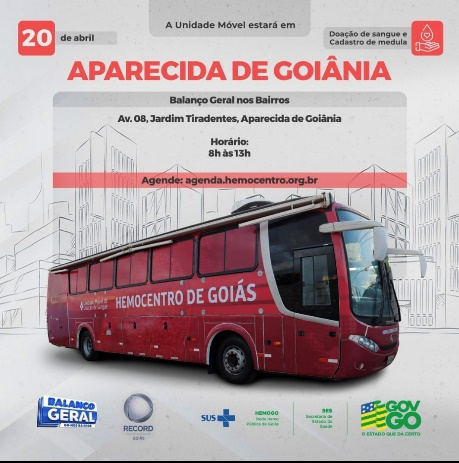 20 de abril
A Unidade Móvel estará em
Doação de sangue e
Cadastro de medula
APARECIDA DE GOIÂNIA
Balanço Geral nos Bairros
Av. 08, Jardim Tiradentes, Aparecida de Goiânia
Horário:
8h às 13h
Agende: agenda.hemocentro.org.br
HEMOCENTRO DE GOIÁS
BALANÇO
GERAL
RECORD
GOIÁS
SUS
HEMOGO
Rede Hemo
Pública de Goiás
SES
Secretaria de
Estado da
Saúde
GOV
GO
O ESTADO QUE DÁ CERTO